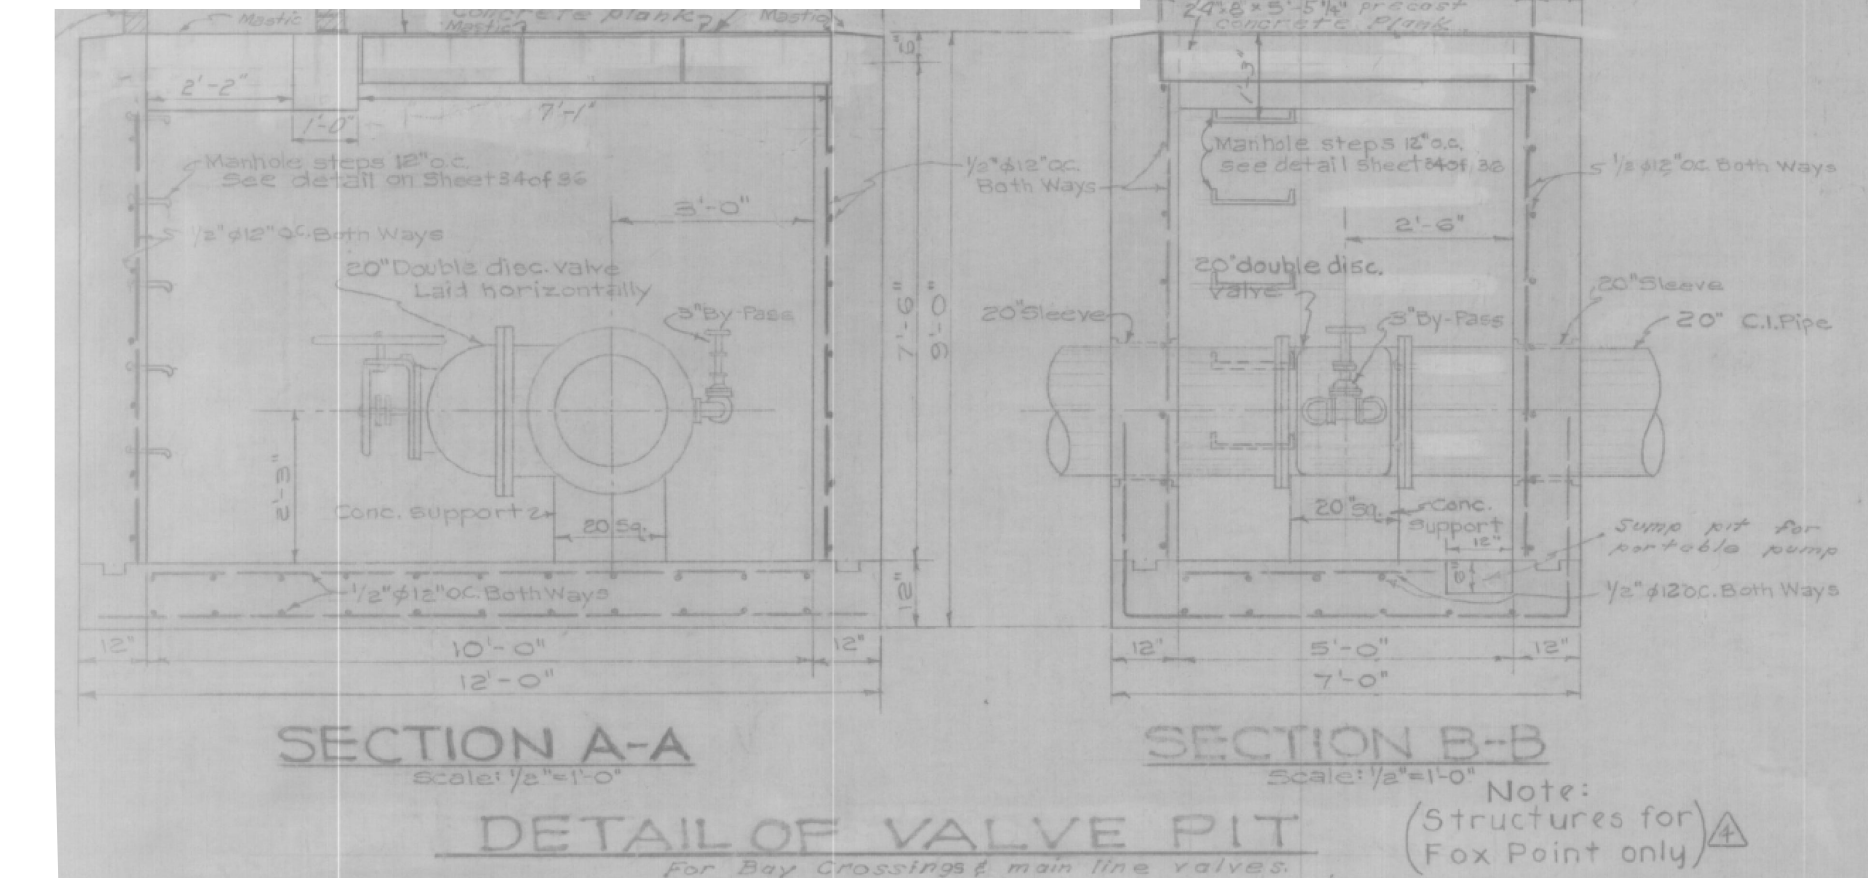 Mastic
Concrete plank
Mastic
Mastic
2'-2"
1'-0"
7'-1"
6"
Manhole steps 12" o.c.
See detail on Sheet 34 of 36
1/2" ϕ 12" O.C. Both Ways
20" Double disc. valve
Laid horizontally
3'-0"
3" By-Pass
1/2" ϕ 12" O.C.
Both Ways
7'-6"
9'-0"
2'-3"
Conc. support
20 Sq.
1/2" ϕ 12" O.C. Both Ways
12"
12"
10'-0"
12"
12'-0"
SECTION A-A
Scale: 1/2" = 1'-0"
precast
Concrete Plank
1'-3"
Manhole steps 12" o.c.
see detail sheet 34 of 36
1/2 ϕ 12" O.C. Both Ways
2'-6"
20" double disc.
valve
20" Sleeve
3" By-Pass
20" Sleeve
20" C.I. Pipe
20" Sq.
Conc.
support
12"
Sump pit for
portable pump
1/2" ϕ 12" O.C. Both Ways
12"
5'-0"
12"
7'-0"
SECTION B-B
Scale: 1/2" = 1'-0"
Note:
(Structures for
Fox Point only)
4
DETAIL OF VALVE PIT
For Bay Crossings & main line valves.